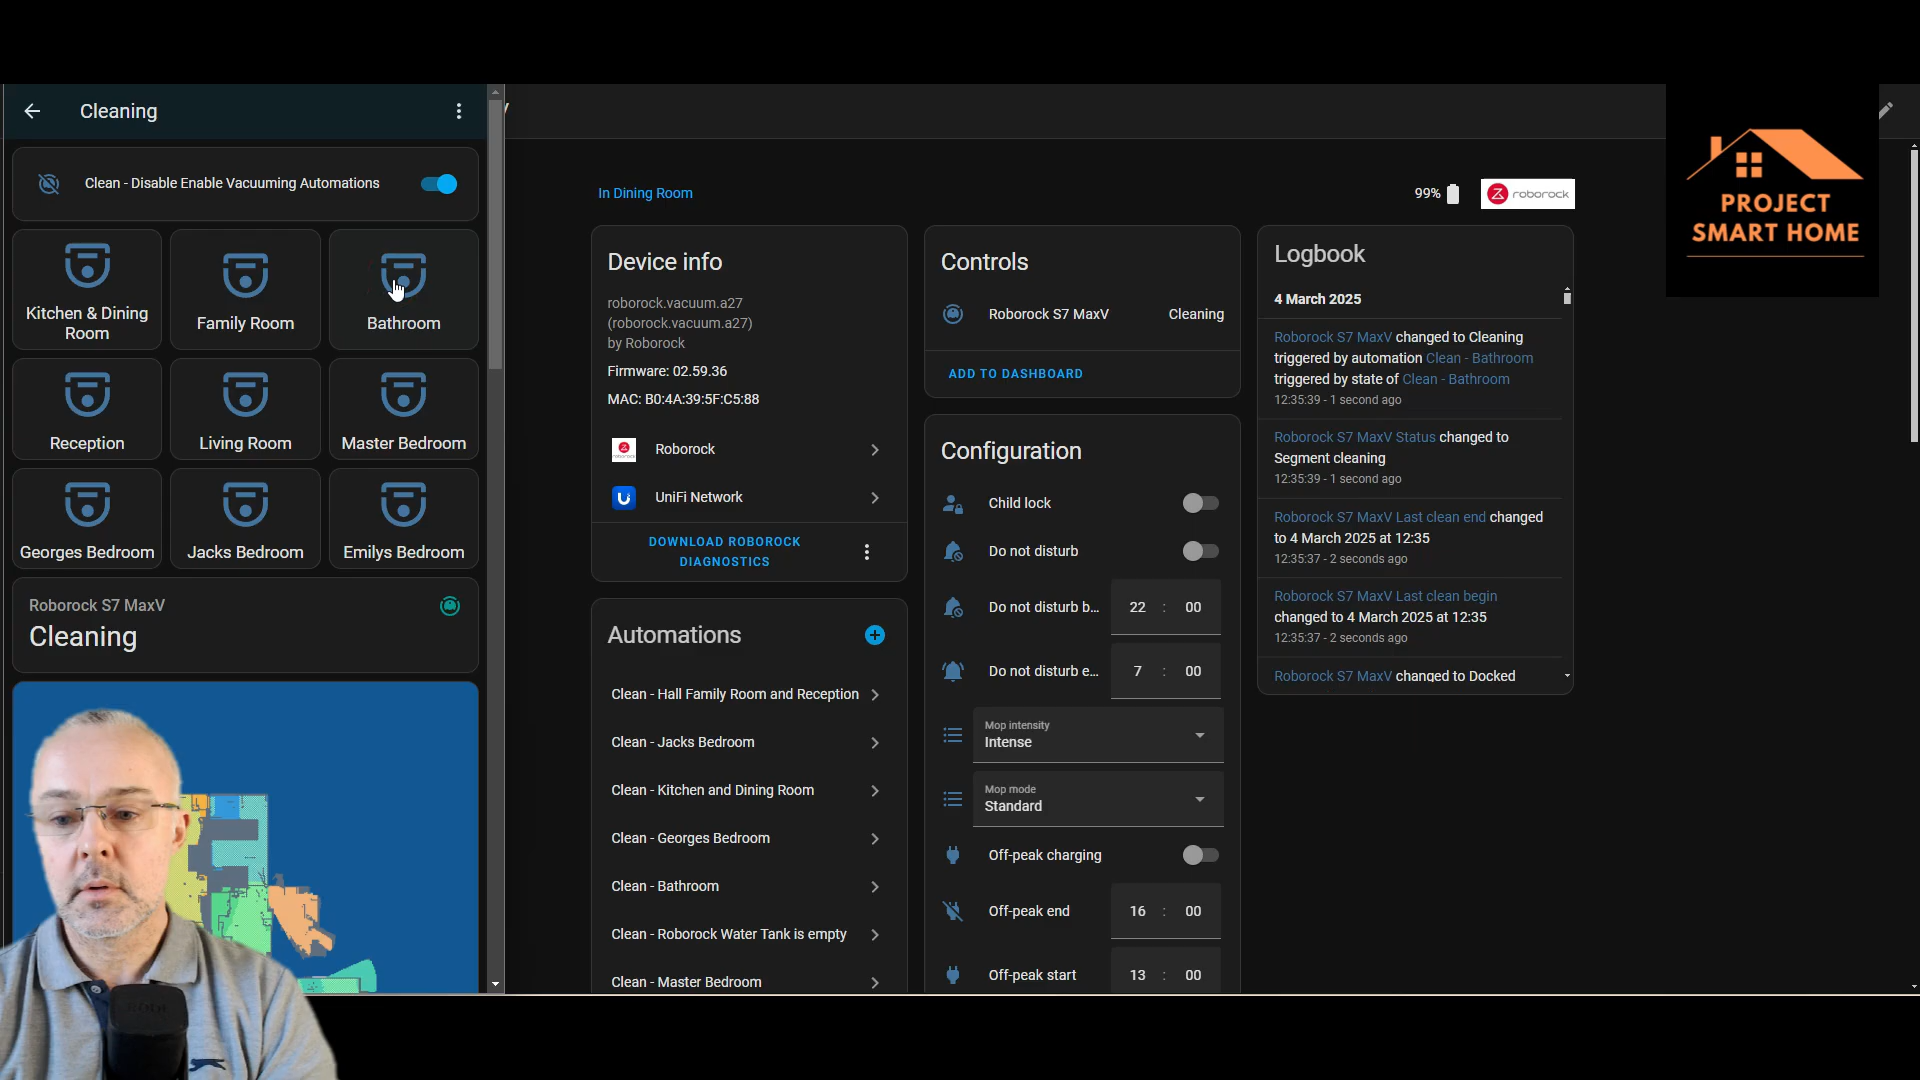 Cleaning
Clean - Disable Enable Vacuuming Automations
Kitchen & Dining
Room
Family Room
Bathroom
Reception
Living Room
Master Bedroom
Georges Bedroom
Jacks Bedroom
Emilys Bedroom
Roborock S7 MaxV
Cleaning
In Dining Room
99%
roborock
Device info
roborock.vacuum.a27
(roborock.vacuum.a27)
by Roborock
Firmware: 02.59.36
MAC: B0:4A:39:5F:C5:88
Roborock
UniFi Network
DOWNLOAD ROBOROCK
DIAGNOSTICS
Automations
Clean - Hall Family Room and Reception
Clean - Jacks Bedroom
Clean - Kitchen and Dining Room
Clean - Georges Bedroom
Clean - Bathroom
Clean - Roborock Water Tank is empty
Clean - Master Bedroom
Controls
Roborock S7 MaxV Cleaning
ADD TO DASHBOARD
Configuration
Child lock
Do not disturb
Do not disturb b... 22 : 00
Do not disturb e... 7 : 00
Mop intensity
Intense
Mop mode
Standard
Off-peak charging
Off-peak end 16 : 00
Off-peak start 13 : 00
Logbook
4 March 2025
Roborock S7 MaxV changed to Cleaning
triggered by automation Clean - Bathroom
triggered by state of Clean - Bathroom
12:35:39 - 1 second ago
Roborock S7 MaxV Status changed to
Segment cleaning
12:35:39 - 1 second ago
Roborock S7 MaxV Last clean end changed
to 4 March 2025 at 12:35
12:35:37 - 2 seconds ago
Roborock S7 MaxV Last clean begin
changed to 4 March 2025 at 12:35
12:35:37 - 2 seconds ago
Roborock S7 MaxV changed to Docked
PROJECT
SMART HOME